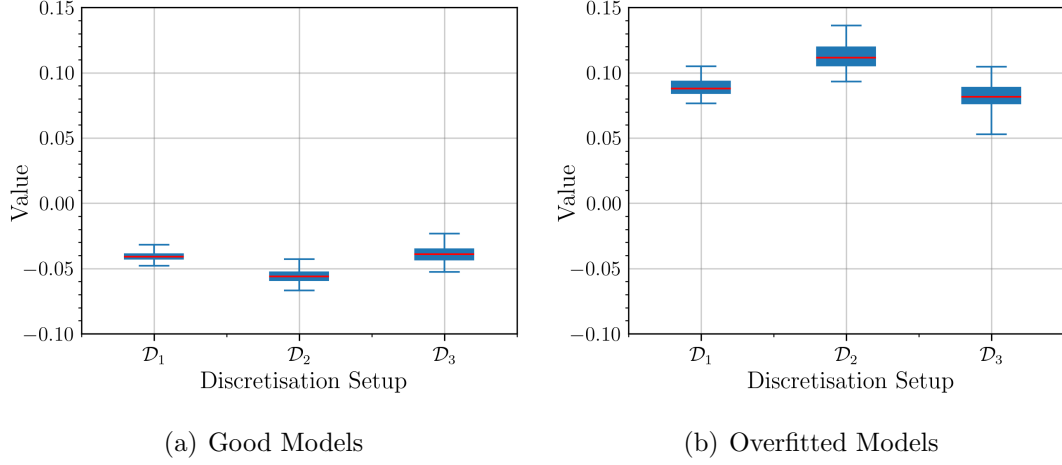 0.15
0.10
0.05
0.00
−0.05
−0.10
Value
𝒟1 𝒟2 𝒟3
Discretisation Setup
(a) Good Models
0.15
0.10
0.05
0.00
−0.05
−0.10
Value
𝒟1 𝒟2 𝒟3
Discretisation Setup
(b) Overfitted Models